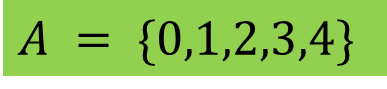 A = {0,1,2,3,4}